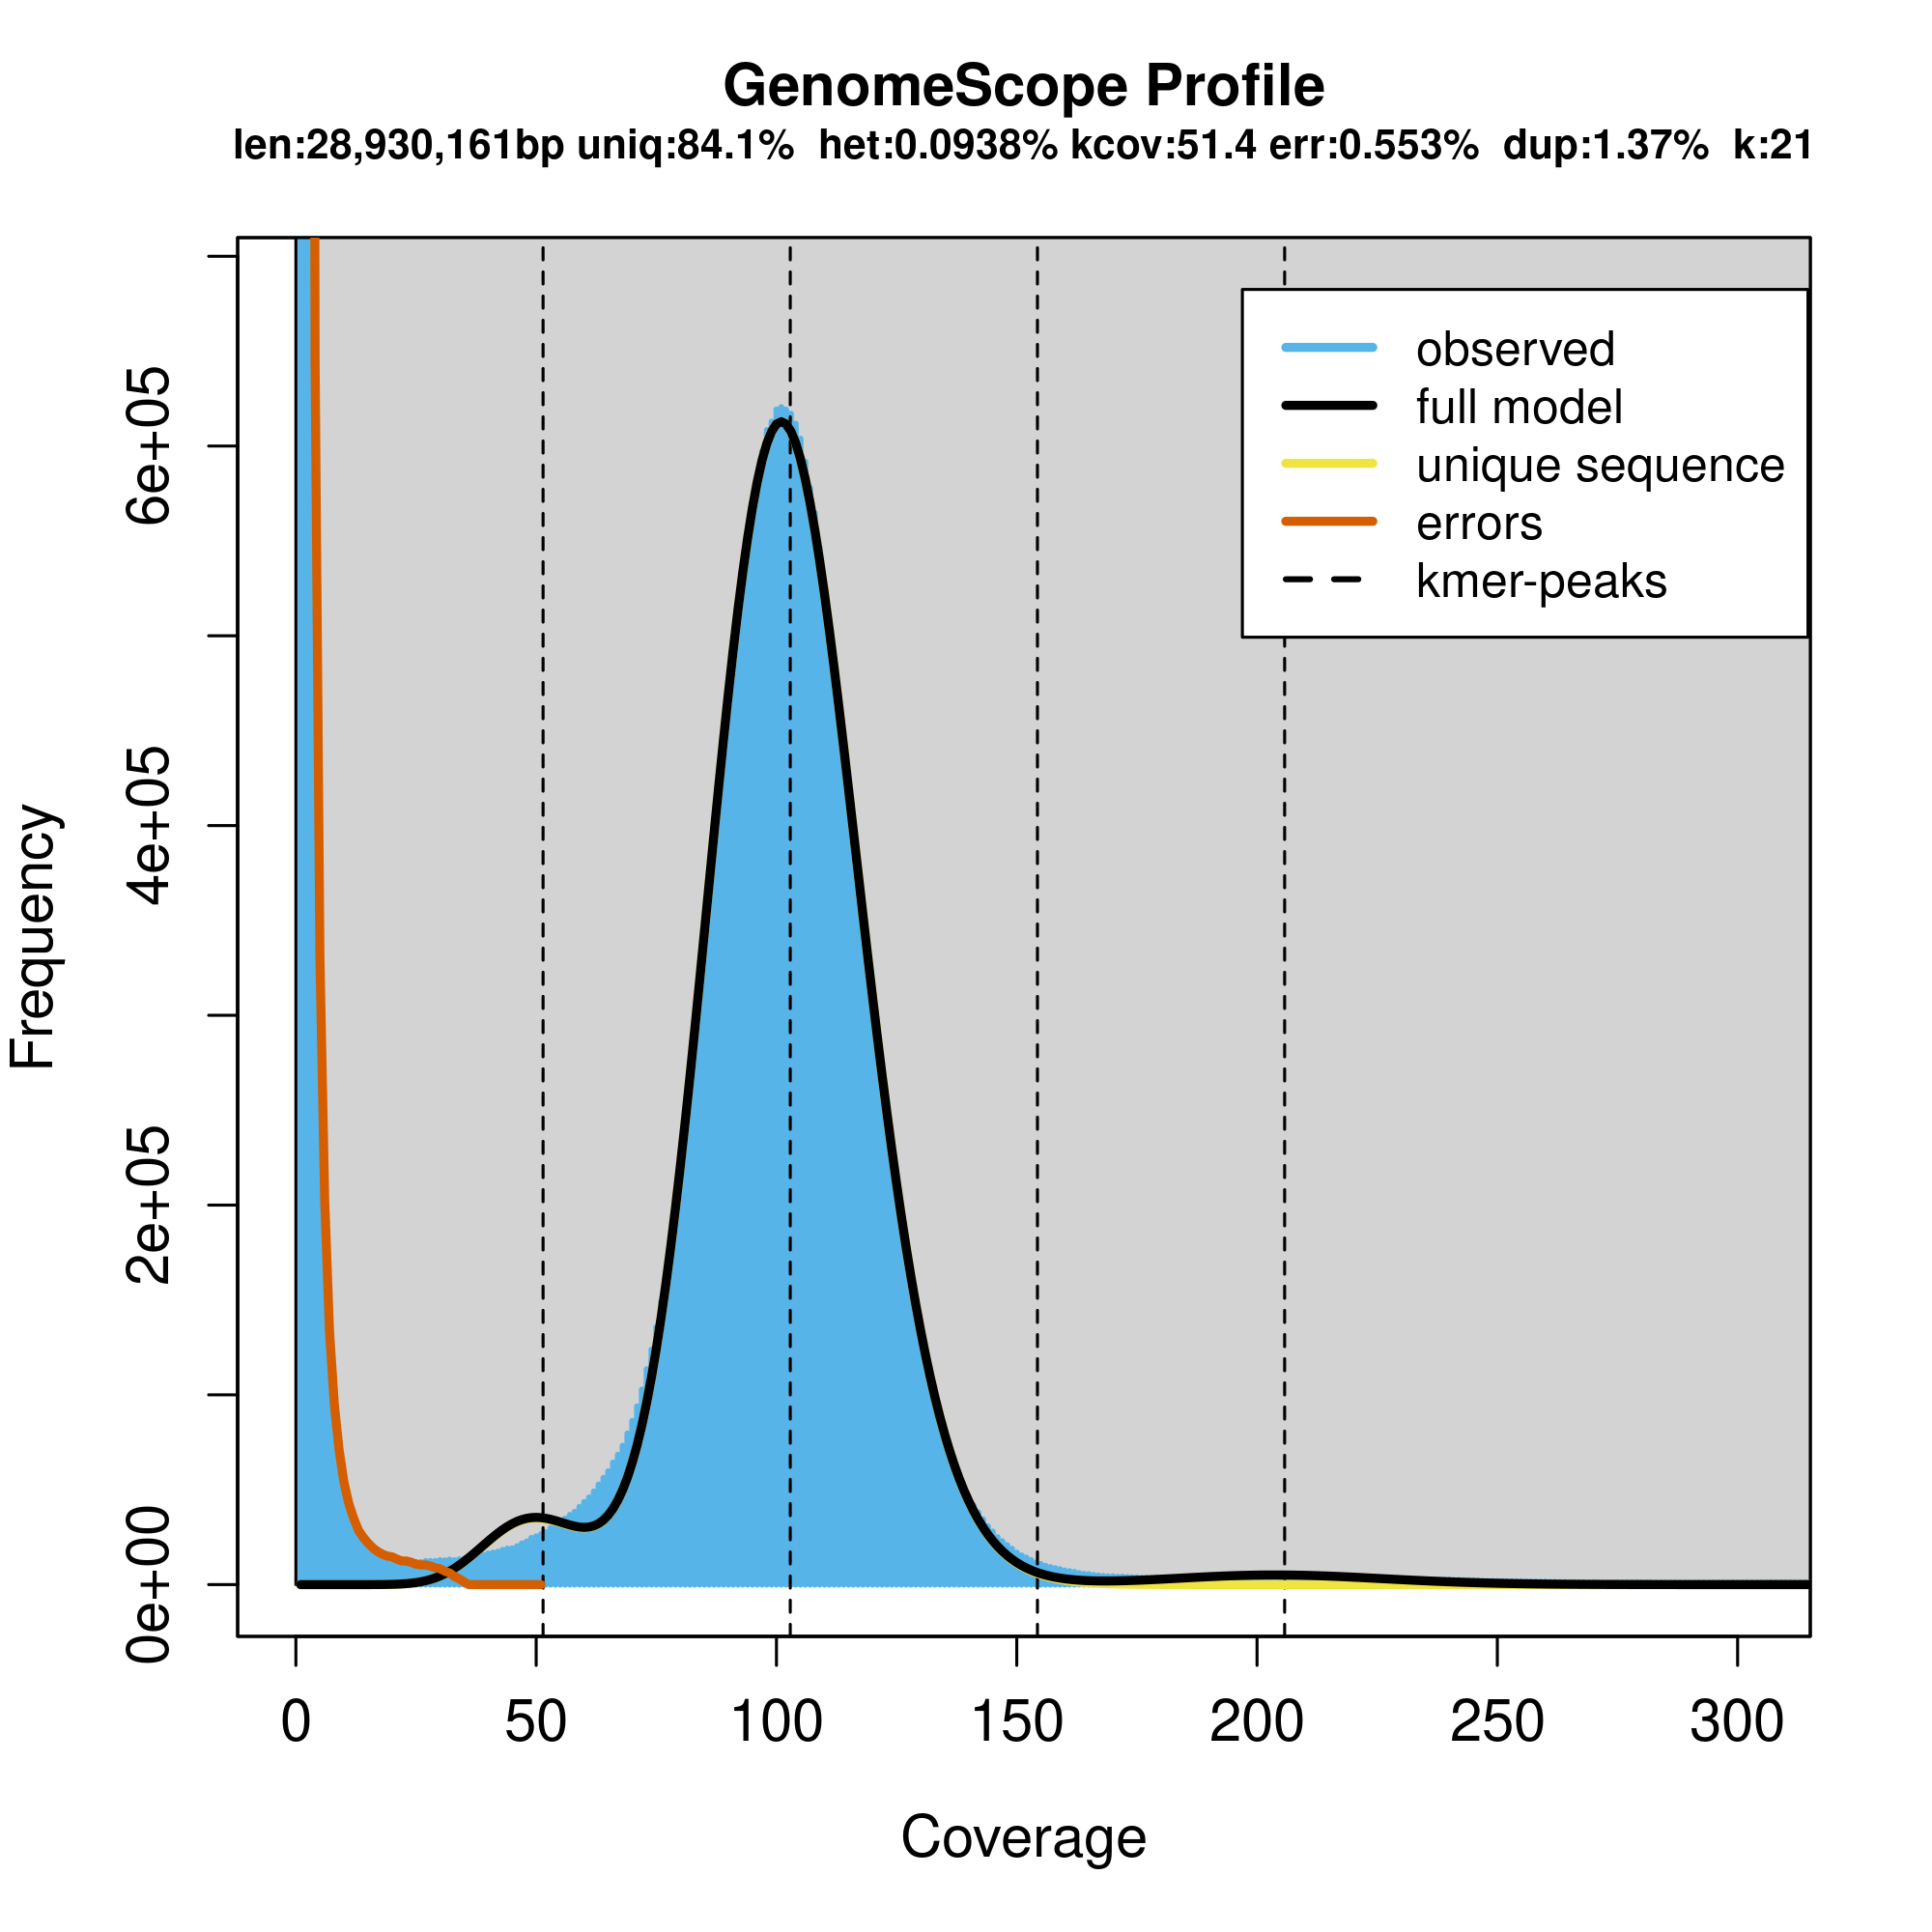 GenomeScope Profile
len:28,930,161bp uniq:84.1% het:0.0938% kcov:51.4 err:0.553% dup:1.37% k:21
observed
full model
unique sequence
errors
kmer-peaks
Frequency
6e+05
4e+05
2e+05
0e+00
0 50 100 150 200 250 300
Coverage